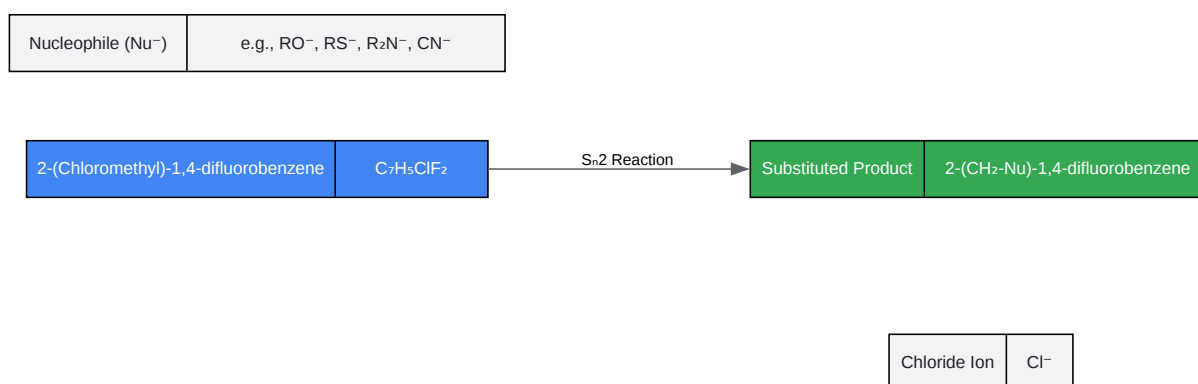 Nucleophile (Nu⁻) e.g., RO⁻, RS⁻, R₂N⁻, CN⁻
2-(Chloromethyl)-1,4-difluorobenzene C₇H₅ClF₂ Sₙ2 Reaction Substituted Product 2-(CH₂-Nu)-1,4-difluorobenzene
Chloride Ion Cl⁻